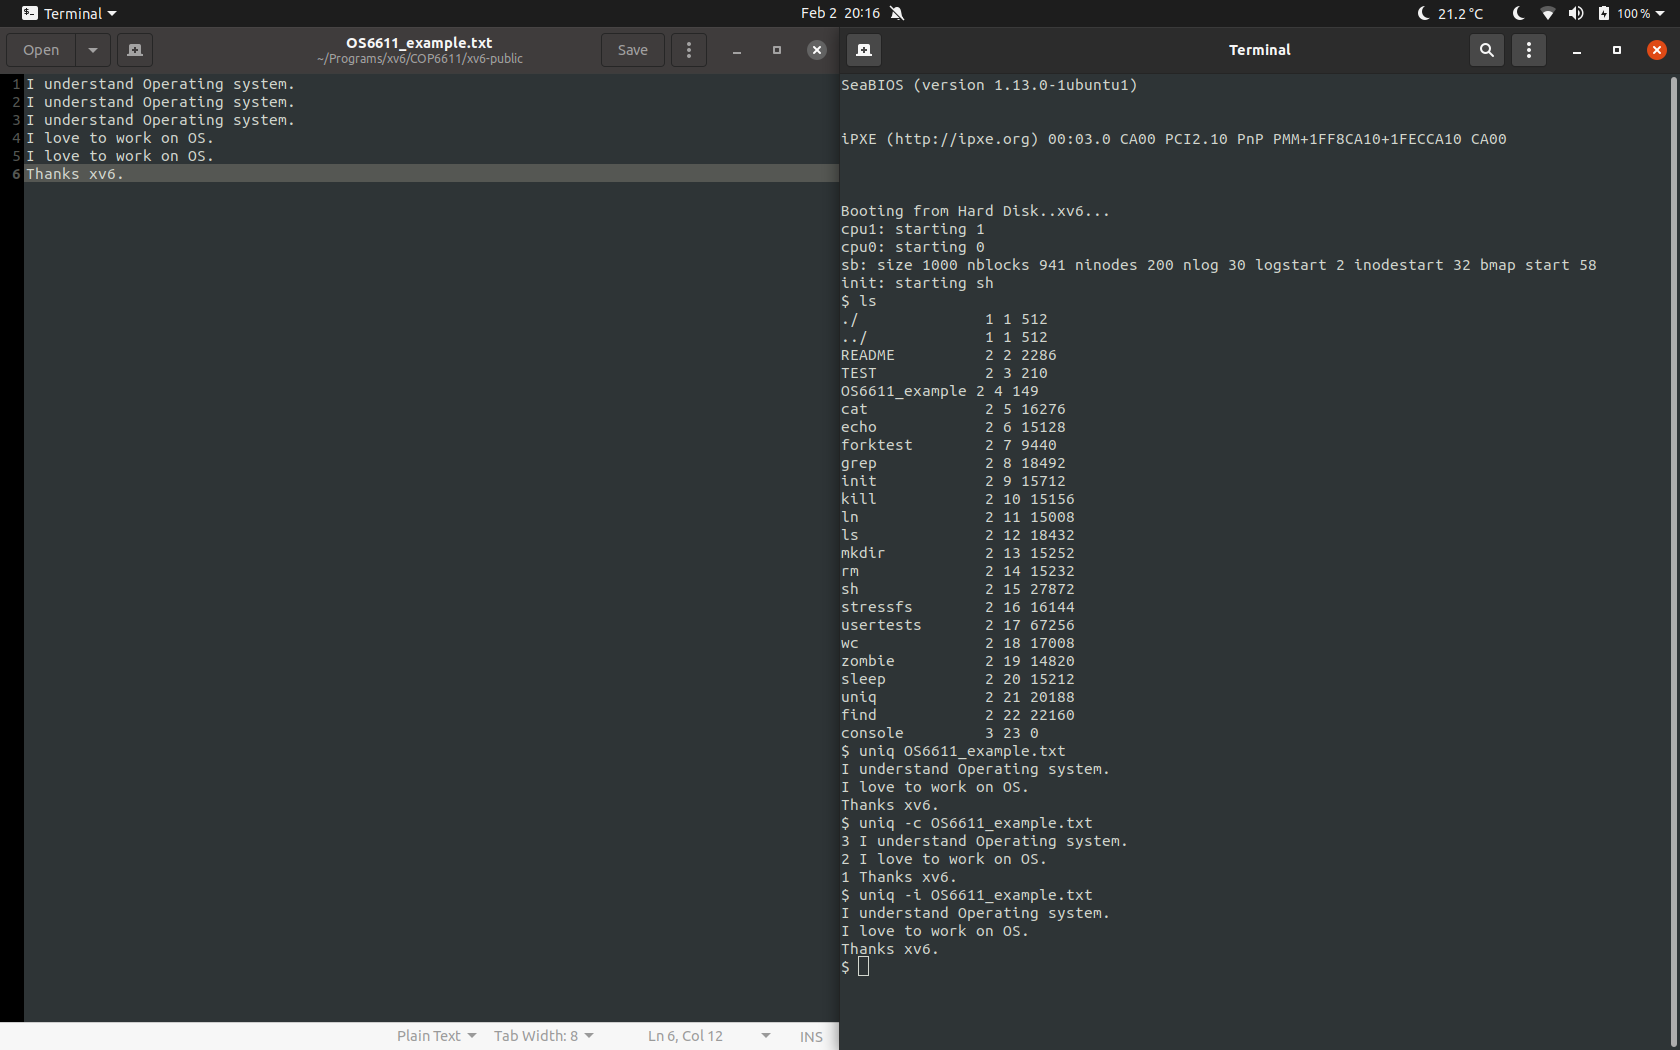 Terminal
Feb 2 20:16
21.2 °C
100 %
Open
OS6611_example.txt
~/Programs/xv6/COP6611/xv6-public
Save
1 I understand Operating system.
2 I understand Operating system.
3 I understand Operating system.
4 I love to work on OS.
5 I love to work on OS.
6 Thanks xv6.
Plain Text
Tab Width: 8
Ln 6, Col 12
INS
Terminal
SeaBIOS (version 1.13.0-1ubuntu1)
iPXE (http://ipxe.org) 00:03.0 CA00 PCI2.10 PnP PMM+1FF8CA10+1FECCA10 CA00
Booting from Hard Disk..xv6...
cpu1: starting 1
cpu0: starting 0
sb: size 1000 nblocks 941 ninodes 200 nlog 30 logstart 2 inodestart 32 bmap start 58
init: starting sh
$ ls
./ 1 1 512
../ 1 1 512
README 2 2 2286
TEST 2 3 210
OS6611_example 2 4 149
cat 2 5 16276
echo 2 6 15128
forktest 2 7 9440
grep 2 8 18492
init 2 9 15712
kill 2 10 15156
ln 2 11 15008
ls 2 12 18432
mkdir 2 13 15252
rm 2 14 15232
sh 2 15 27872
stressfs 2 16 16144
usertests 2 17 67256
wc 2 18 17008
zombie 2 19 14820
sleep 2 20 15212
uniq 2 21 20188
find 2 22 22160
console 3 23 0
$ uniq OS6611_example.txt
I understand Operating system.
I love to work on OS.
Thanks xv6.
$ uniq -c OS6611_example.txt
3 I understand Operating system.
2 I love to work on OS.
1 Thanks xv6.
$ uniq -i OS6611_example.txt
I understand Operating system.
I love to work on OS.
Thanks xv6.
$